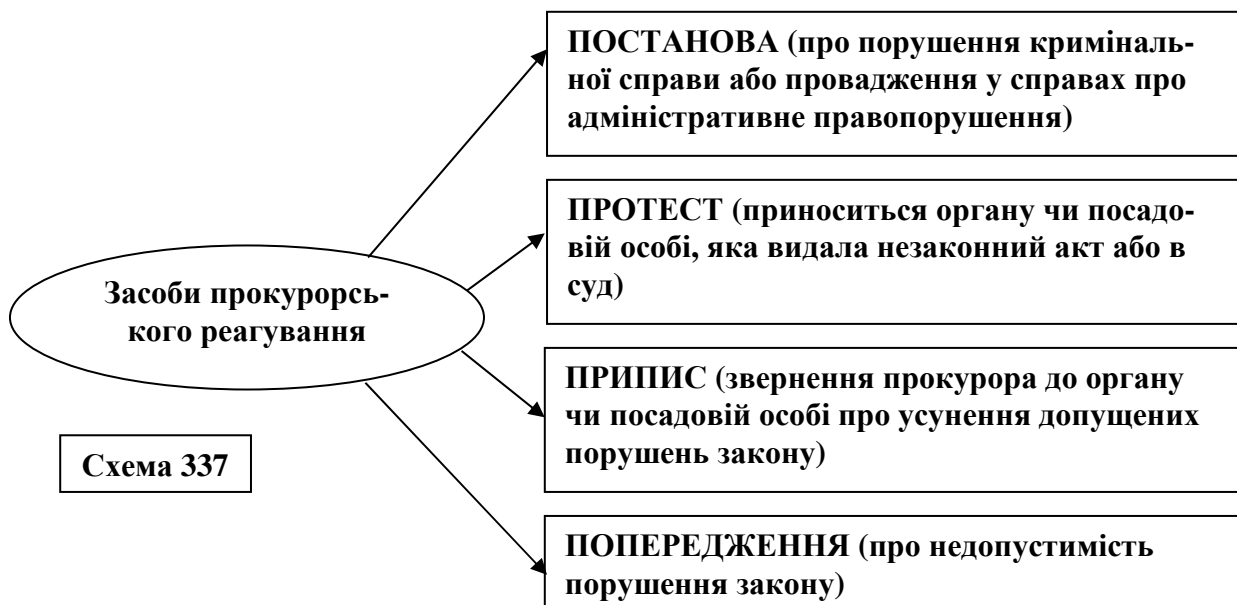 ПОСТАНОВА (про порушення криміналь-
ної справи або провадження у справах про
адміністративне правопорушення)
ПРОТЕСТ (приноситься органу чи посадо-
вій особі, яка видала незаконний акт або в
суд)
Засоби прокурорсь-
кого реагування
ПРИПИС (звернення прокурора до органу
чи посадовій особі про усунення допущених
порушень закону)
Схема 337
ПОПЕРЕДЖЕННЯ (про недопустимість
порушення закону)